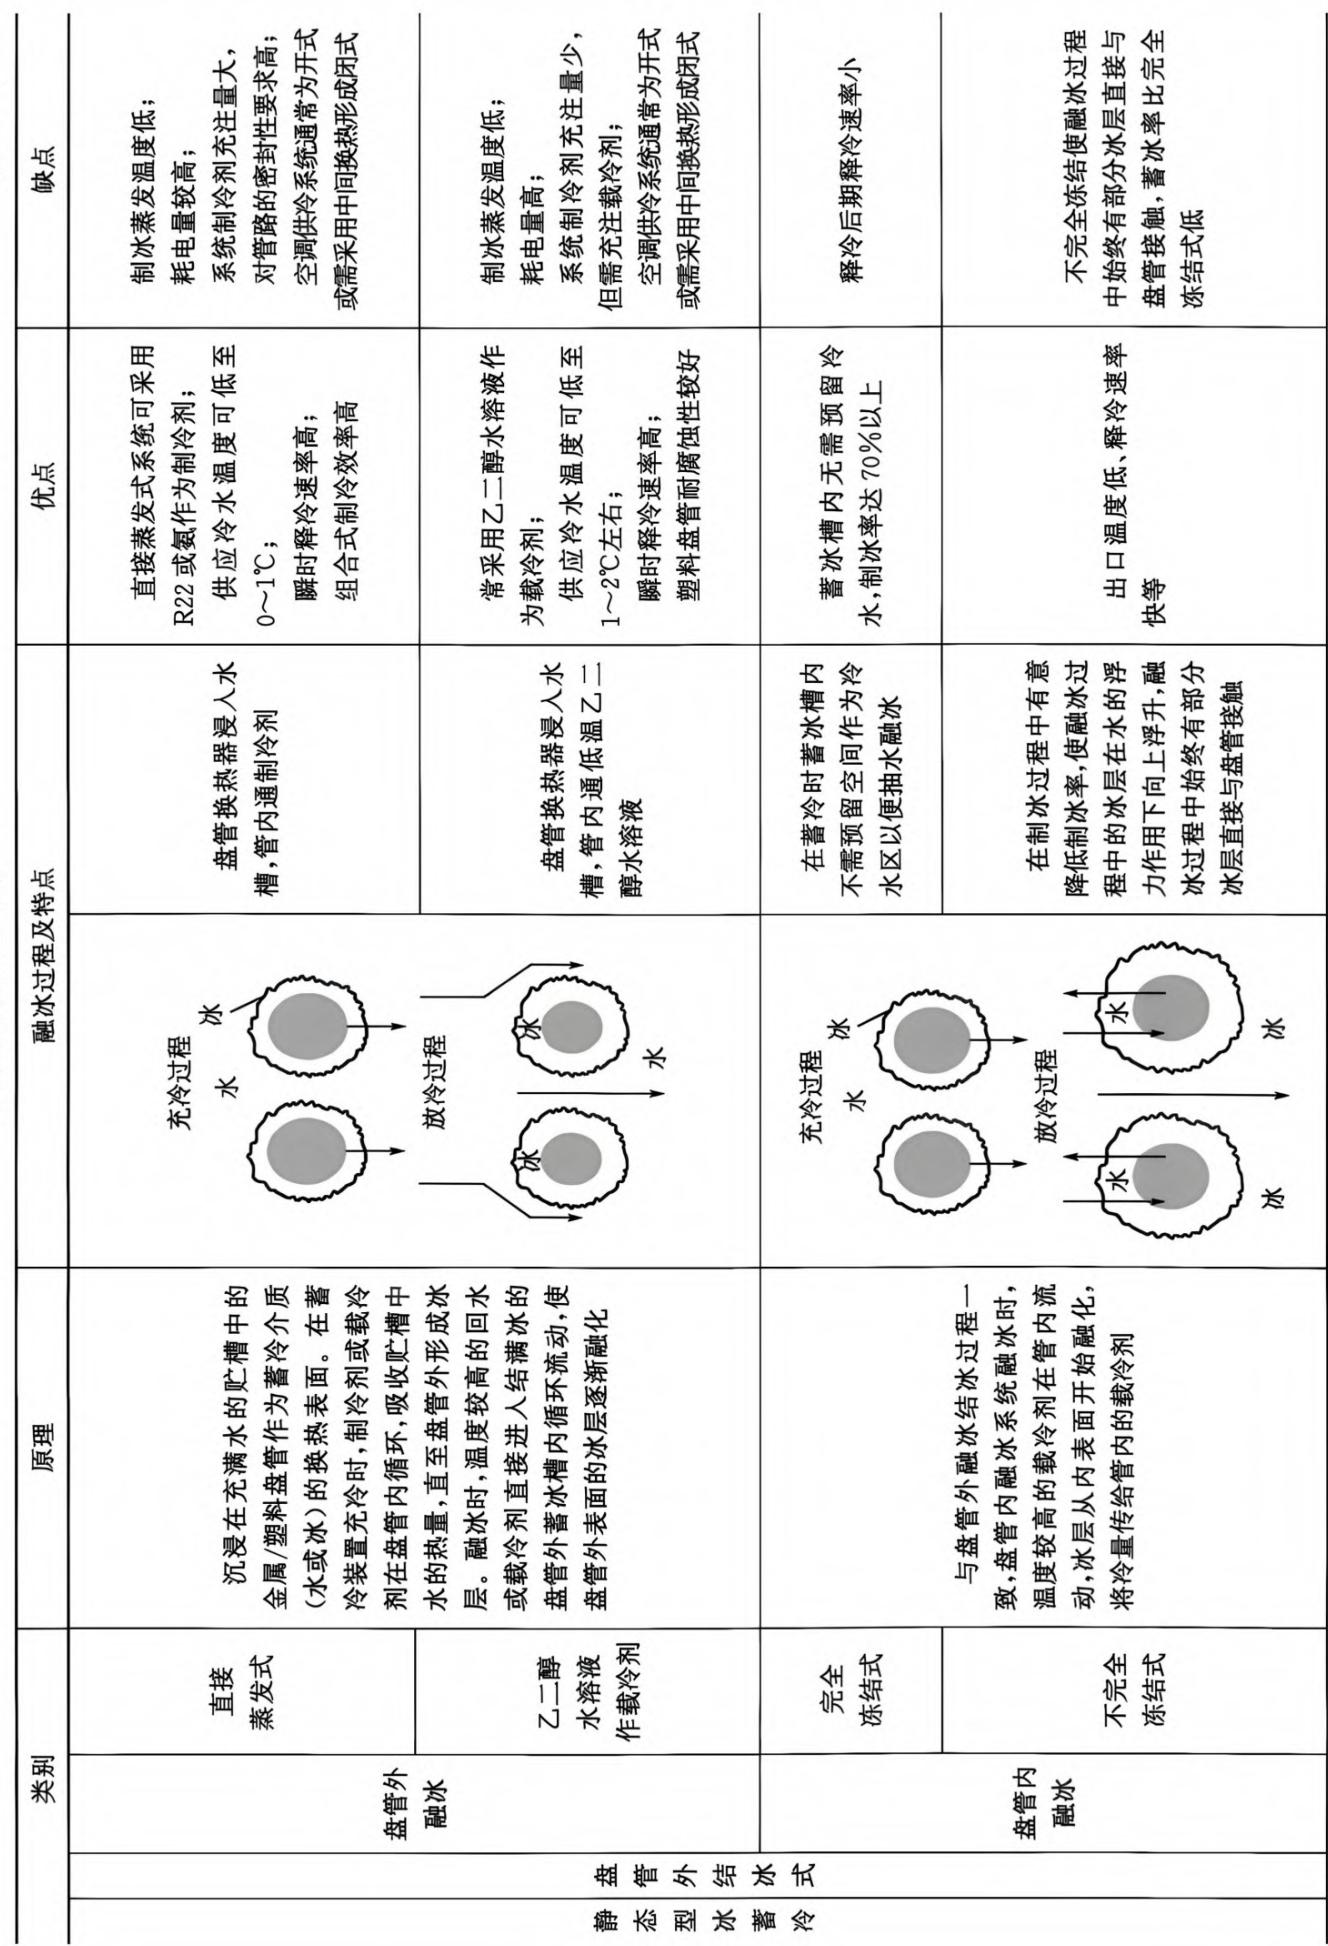 类别
原理
融冰过程及特点
优点
缺点
静态型冰蓄冷
盘管外结冰式
盘管外
融冰
直接
蒸发式
沉浸在充满水的贮槽中的
金属/塑料盘管作为蓄冷介质
(水或冰)的换热表面。在蓄
冷装置充冷时,制冷剂或载冷
剂在盘管内循环,吸收贮槽中
水的热量,直至盘管外形成冰
层。融冰时,温度较高的回水
或载冷剂直接进入结满冰的
盘管外蓄冰槽内循环流动,使
盘管外表面的冰层逐渐融化
充冷过程
水
冰
放冷过程
冰
冰
水
盘管换热器浸入水
槽,管内通制冷剂
直接蒸发式系统可采用
R22或氨作为制冷剂;
供应冷水温度可低至
0～1℃;
瞬时释冷速率高;
组合式制冷效率高
制冰蒸发温度低;
耗电量较高;
系统制冷剂充注量大,
对管路的密封性要求高;
空调供冷系统通常为开式
或需采用中间换热形成闭式
乙二醇
水溶液
作载冷剂
盘管换热器浸入水
槽,管内通低温乙二
醇水溶液
常采用乙二醇水溶液作
为载冷剂;
供应冷水温度可低至
1～2℃左右;
瞬时释冷速率高;
塑料盘管耐腐蚀性较好
制冰蒸发温度低;
耗电量高;
系统制冷剂充注量少,
但需充注载冷剂;
空调供冷系统通常为开式
或需采用中间换热形成闭式
盘管内
融冰
完全
冻结式
与盘管外融冰结冰过程一
致,盘管内融冰系统融冰时,
温度较高的载冷剂在管内流
动,冰层从内表面开始融化,
将冷量传给管内的载冷剂
充冷过程
水
冰
放冷过程
水
水
冰
冰
在蓄冷时蓄冰槽内
不需预留空间作为冷
水区以便抽水融冰
蓄冰槽内无需预留冷
水,制冰率达70%以上
释冷后期释冷速率小
不完全
冻结式
在制冰过程中有意
降低制冰率,使融冰过
程中的冰层在水的浮
力作用下向上浮升,融
冰过程中始终有部分
冰层直接与盘管接触
出口温度低、释冷速率
快等
不完全冻结使融冰过程
中始终有部分冰层直接与
盘管接触,蓄冰率比完全
冻结式低